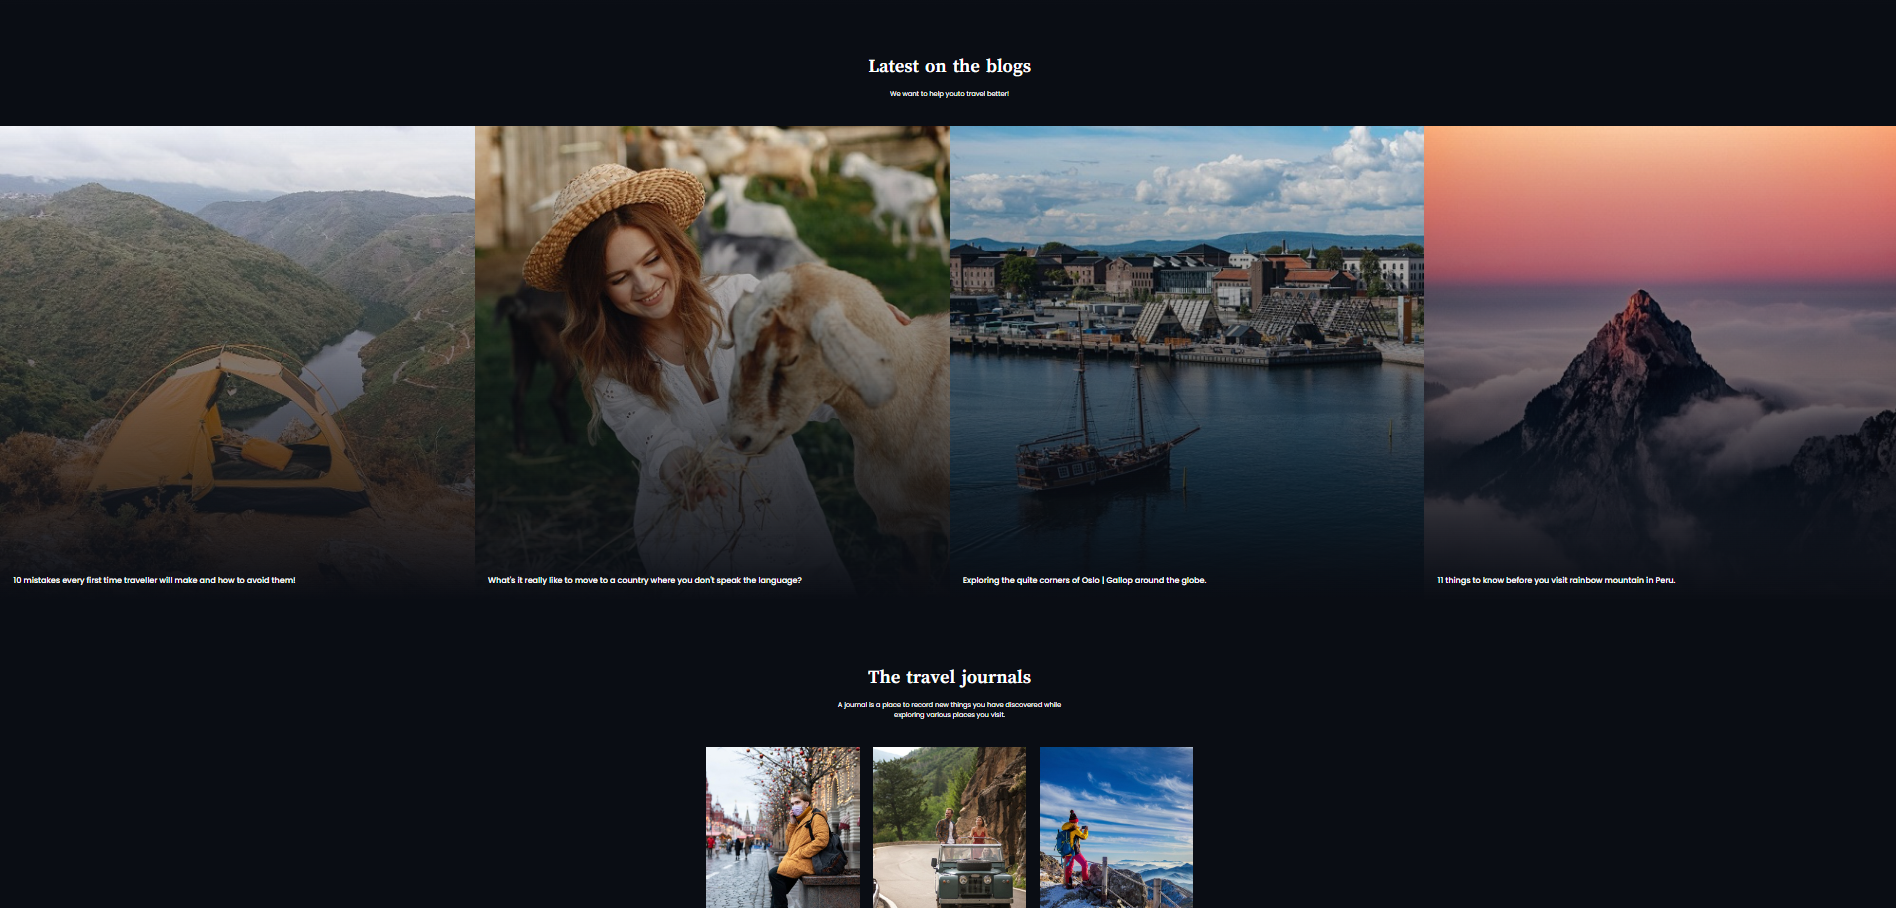 Latest on the blogs
We want to help youto travel better!
10 mistakes every first time traveller will make and how to avoid them!
What's it really like to move to a country where you don't speak the language?
Exploring the quite corners of Oslo | Gallop around the globe.
11 things to know before you visit rainbow mountain in Peru.
The travel journals
A journal is a place to record new things you have discovered while
exploring various places you visit.